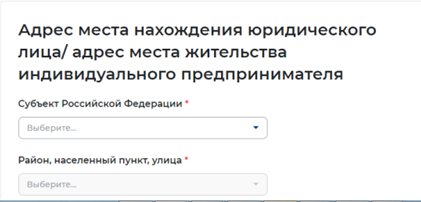 Адрес места нахождения юридического
лица/ адрес места жительства
индивидуального предпринимателя
Субъект Российской Федерации *
Выберите...
Район, населенный пункт, улица *
Выберите...